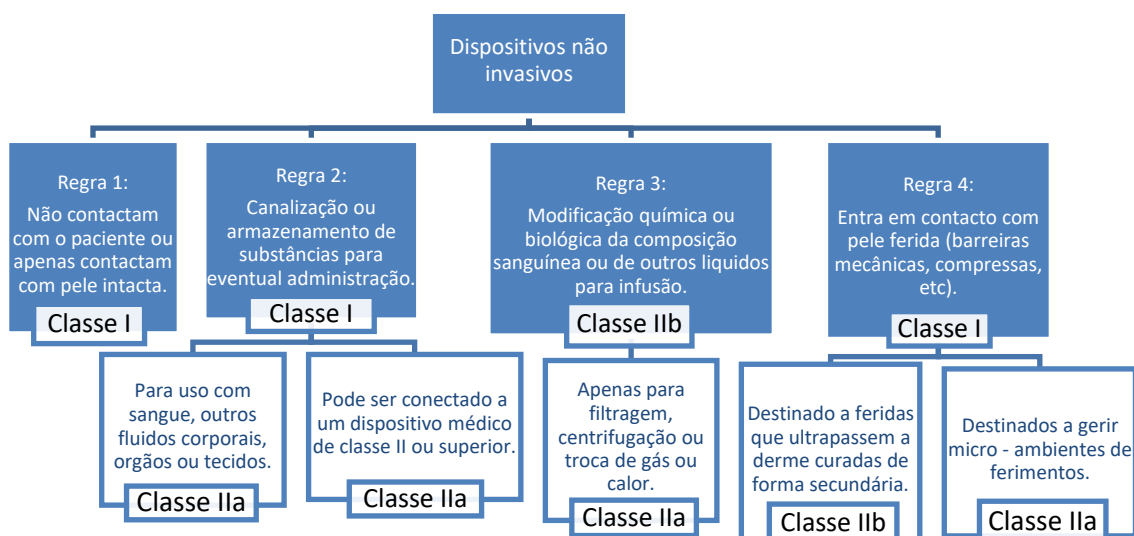 Dispositivos não
invasivos
Regra 1:
Não contactam
com o paciente ou
apenas contactam
com pele intacta.
Classe I
Regra 2:
Canalização ou
armazenamento de
substâncias para
eventual administração.
Classe I
Regra 3:
Modificação química ou
biológica da composição
sanguínea ou de outros liquidos
para infusão.
Classe IIb
Regra 4:
Entra em contacto com
pele ferida (barreiras
mecânicas, compressas,
etc).
Classe I
Para uso com
sangue, outros
fluidos corporais,
orgãos ou tecidos.
Classe IIa
Pode ser conectado a
um dispositivo médico
de classe II ou superior.
Classe IIa
Apenas para
filtragem,
centrifugação ou
troca de gás ou
calor.
Classe IIa
Destinado a feridas
que ultrapassem a
derme curadas de
forma secundária.
Classe IIb
Destinados a gerir
micro - ambientes de
ferimentos.
Classe IIa